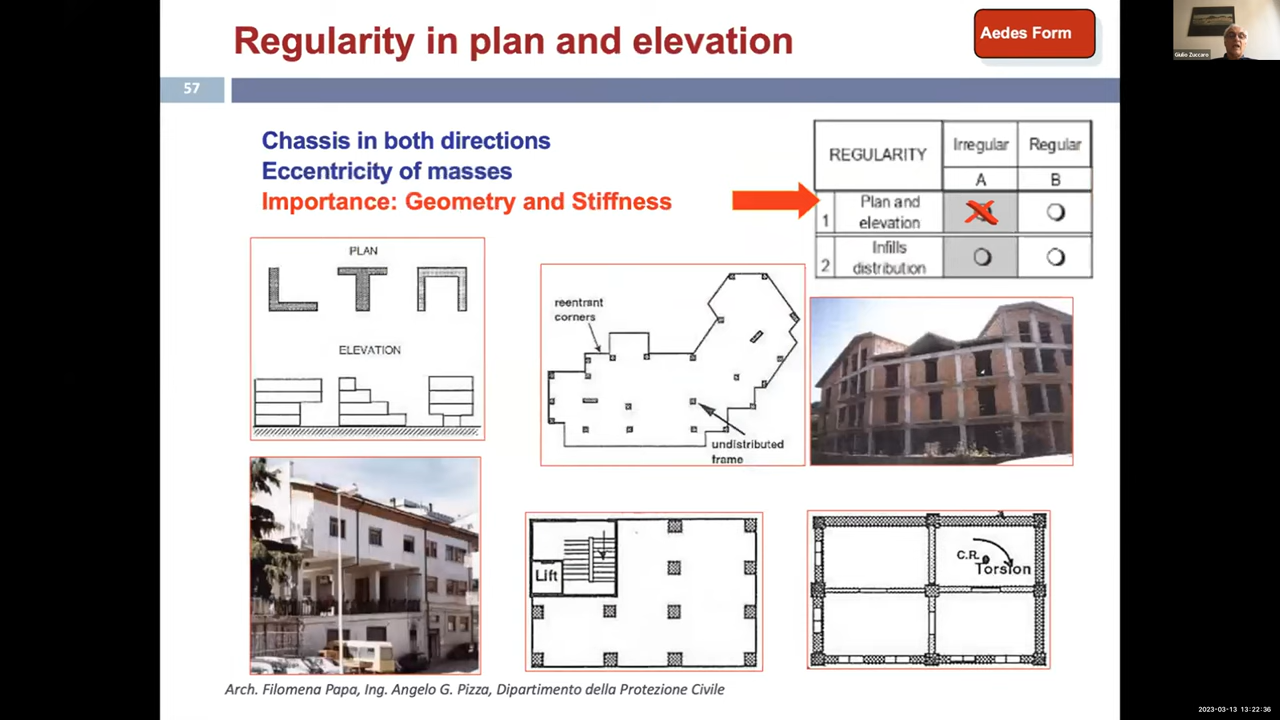 Regularity in plan and elevation
Aedes Form
Giulio Zuccaro
57
Chassis in both directions
Eccentricity of masses
Importance: Geometry and Stiffness
REGULARITY
Irregular
Regular
A
B
1
Plan and
elevation
2
Infills
distribution
PLAN
ELEVATION
reentrant
corners
undistributed
frame
Lift
C.R.
Torsion
Arch. Filomena Papa, Ing. Angelo G. Pizza, Dipartimento della Protezione Civile
2023-03-13 13:22:36